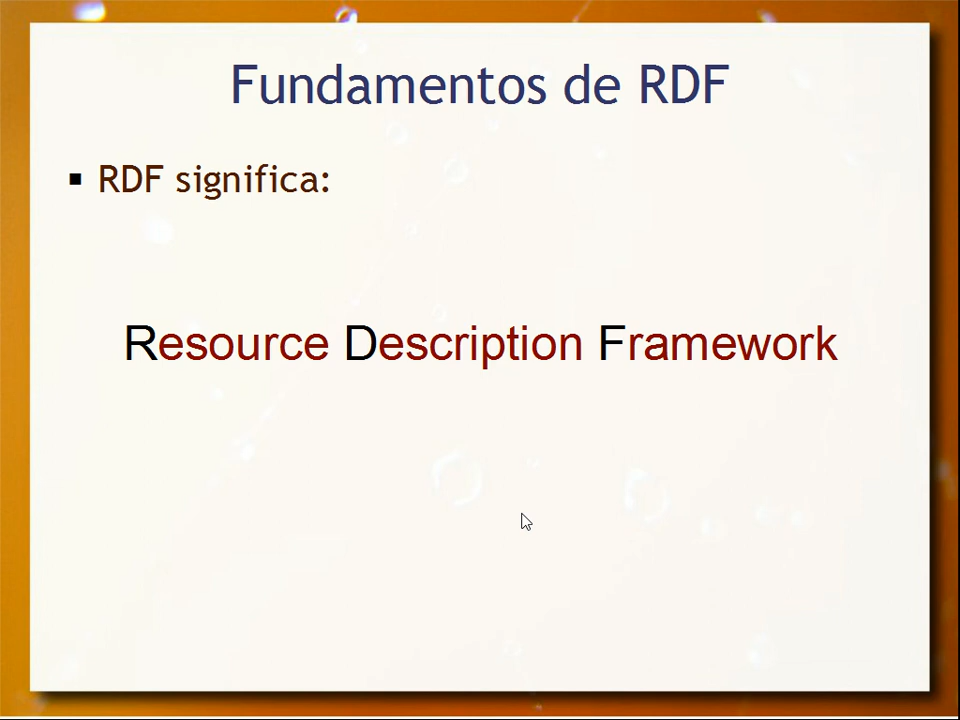 Fundamentos de RDF
▪ RDF significa:
Resource Description Framework